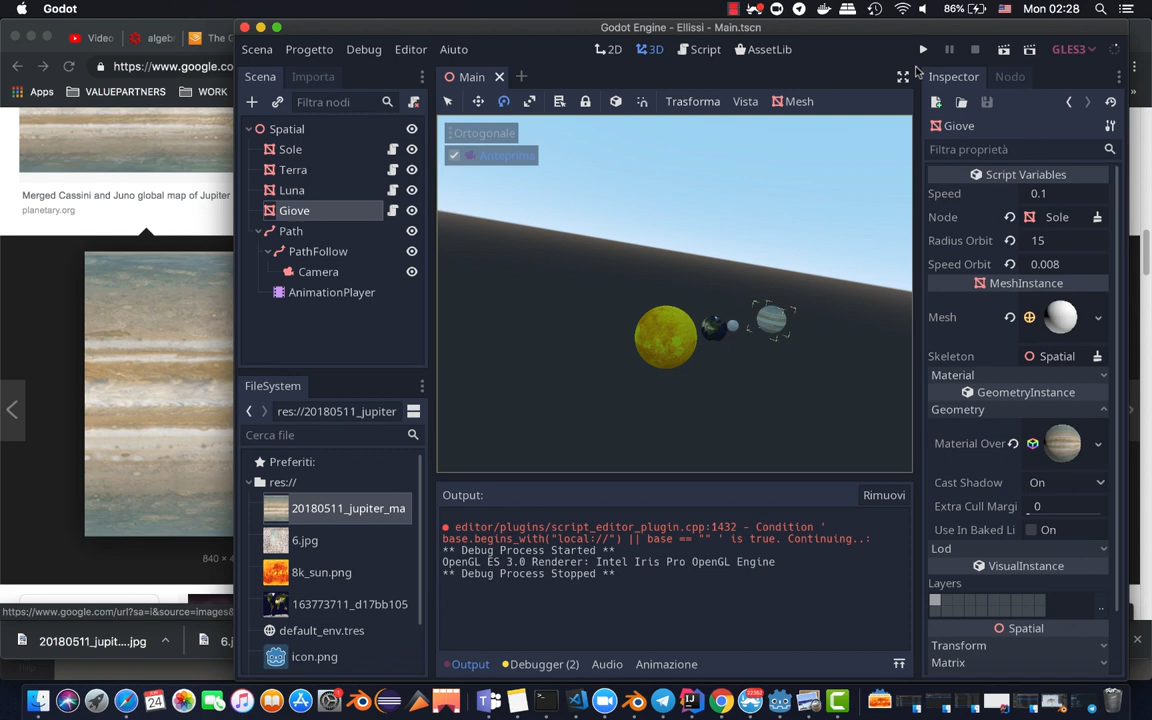 Godot
86%
Mon 02:28
Video
algeb
The G
https://www.google.co
Apps
VALUEPARTNERS
WORK
Merged Cassini and Juno global map of Jupiter
planetary.org
840 ×
https://www.google.com/url?sa=i&source=images&
20180511_jupit....jpg
6.j
Godot Engine - Ellissi - Main.tscn
Scena
Progetto
Debug
Editor
Aiuto
2D
3D
Script
AssetLib
GLES3
Scena
Importa
Filtra nodi
Spatial
Sole
Terra
Luna
Giove
Path
PathFollow
Camera
AnimationPlayer
FileSystem
res://20180511_jupiter
Cerca file
Preferiti:
res://
20180511_jupiter_ma
6.jpg
8k_sun.png
163773711_d17bb105
default_env.tres
icon.png
Main
Trasforma
Vista
Mesh
Ortogonale
Anteprima
Output:
Rimuovi
editor/plugins/script_editor_plugin.cpp:1432 - Condition '
base.begins_with("local://") || base == "" ' is true. Continuing..:
** Debug Process Started **
OpenGL ES 3.0 Renderer: Intel Iris Pro OpenGL Engine
** Debug Process Stopped **
Output
Debugger (2)
Audio
Animazione
Inspector
Nodo
Giove
Filtra proprietà
Script Variables
Speed
0.1
Node
Sole
Radius Orbit
15
Speed Orbit
0.008
MeshInstance
Mesh
Skeleton
Spatial
Material
GeometryInstance
Geometry
Material Over
Cast Shadow
On
Extra Cull Margi
0
Use In Baked Li
On
Lod
VisualInstance
Layers
..
Spatial
Transform
Matrix